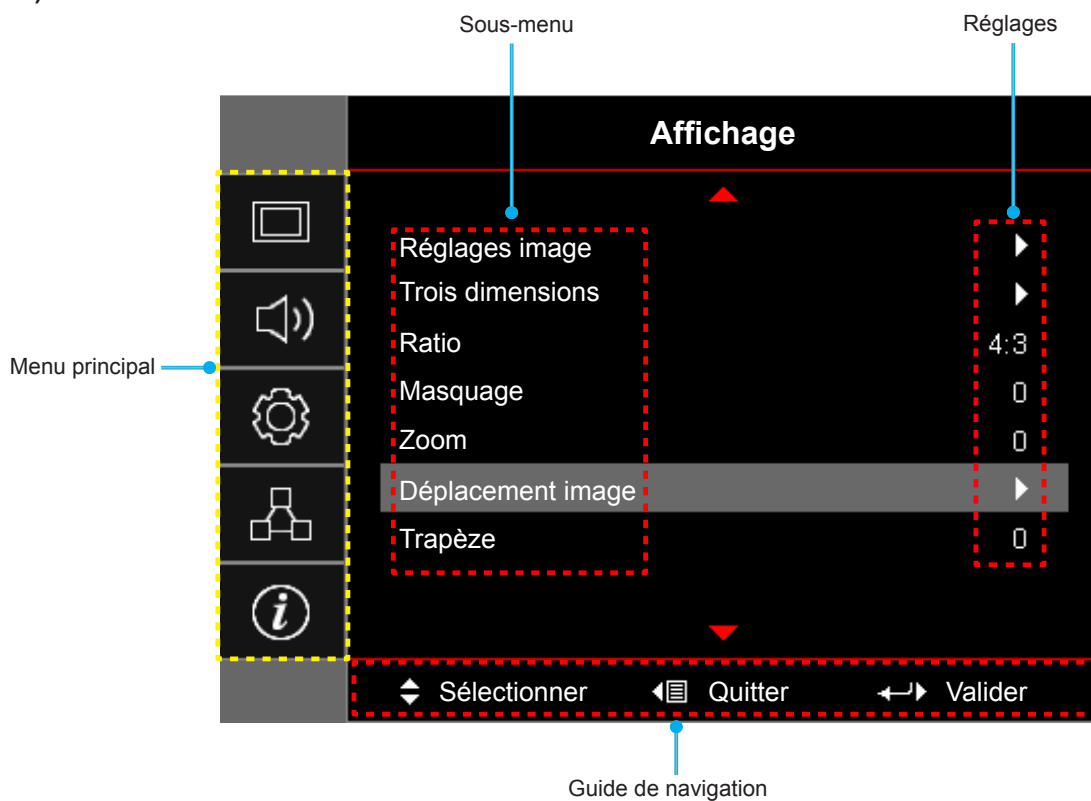 Sous-menu Réglages
Affichage
Réglages image
Trois dimensions
Ratio 4:3
Masquage 0
Zoom 0
Déplacement image
Trapèze 0
Menu principal
Sélectionner Quitter Valider
Guide de navigation